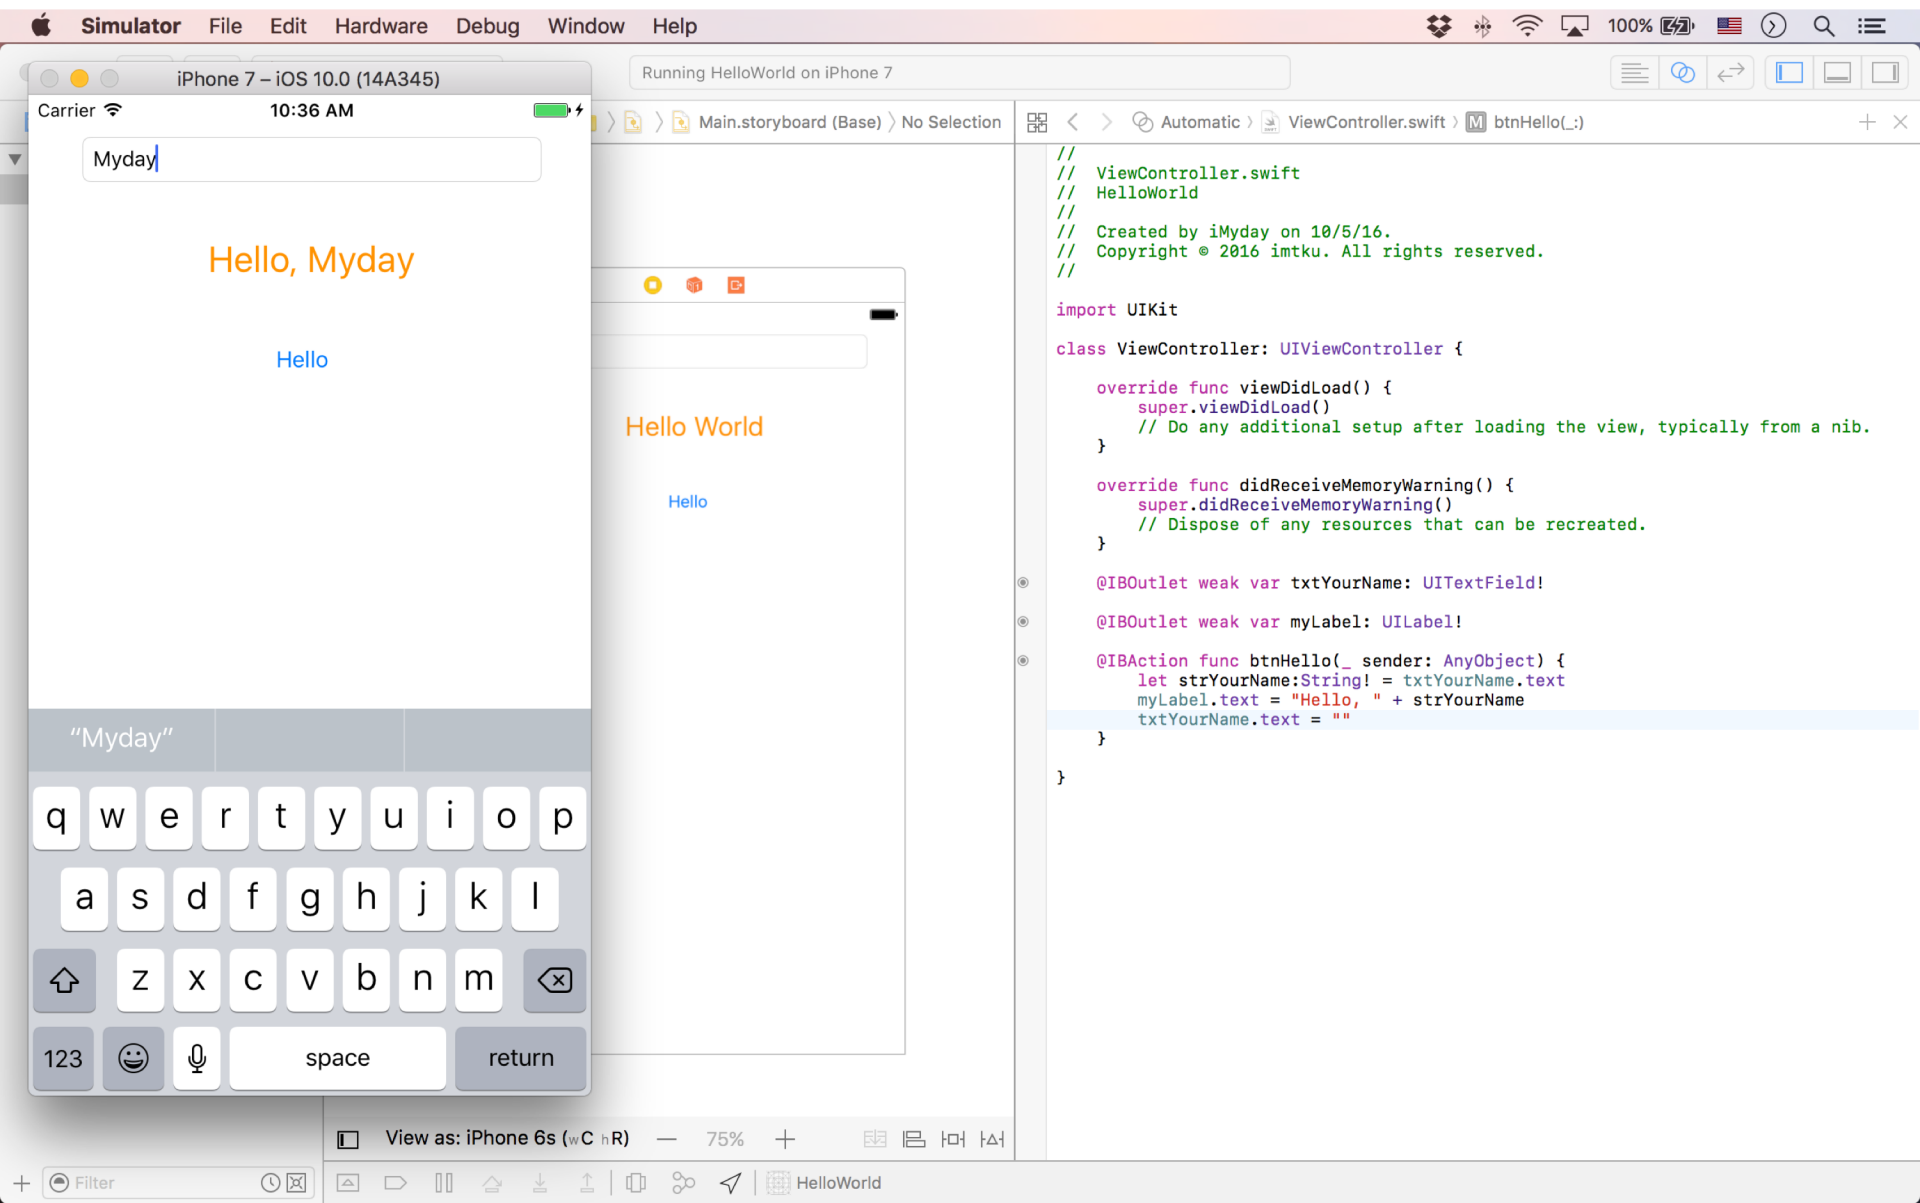 Simulator File Edit Hardware Debug Window Help 100%
iPhone 7 – iOS 10.0 (14A345)
Running HelloWorld on iPhone 7
Carrier 10:36 AM
Main.storyboard (Base) No Selection
Automatic ViewController.swift M btnHello(_:)
Myday
Hello, Myday
Hello
“Myday”
q w e r t y u i o p
a s d f g h j k l
z x c v b n m
123 space return
Hello World
Hello
//
//  ViewController.swift
//  HelloWorld
//
//  Created by iMyday on 10/5/16.
//  Copyright © 2016 imtku. All rights reserved.
//
import UIKit
class ViewController: UIViewController {
override func viewDidLoad() {
super.viewDidLoad()
// Do any additional setup after loading the view, typically from a nib.
}
override func didReceiveMemoryWarning() {
super.didReceiveMemoryWarning()
// Dispose of any resources that can be recreated.
}
@IBOutlet weak var txtYourName: UITextField!
@IBOutlet weak var myLabel: UILabel!
@IBAction func btnHello(_ sender: AnyObject) {
let strYourName:String! = txtYourName.text
myLabel.text = "Hello, " + strYourName
txtYourName.text = ""
}
}
View as: iPhone 6s (wC hR) — 75% +
Filter
HelloWorld